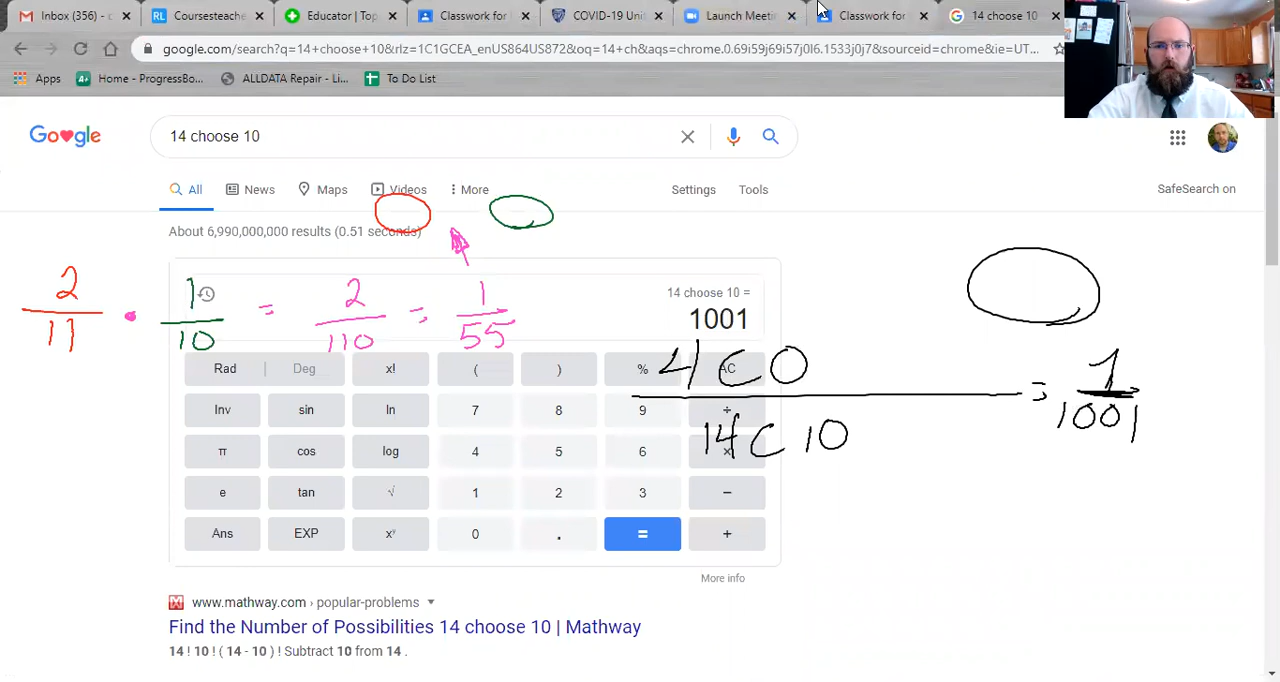 Inbox (356) - c
Coursesteache
Educator | Top
Classwork for
COVID-19 Uni
Launch Meeti
Classwork for
14 choose 10
google.com/search?q=14+choose+10&rlz=1C1GCEA_enUS864US872&oq=14+ch&aqs=chrome.0.69i59j69i57j0l6.1533j0j7&sourceid=chrome&ie=UT...
Apps
Home - ProgressBo...
ALLDATA Repair - Li...
To Do List
Google
14 choose 10
All
News
Maps
Videos
More
Settings
Tools
SafeSearch on
About 6,990,000,000 results (0.51 seconds)
2/11 · 1/10 = 2/110 = 1/55
14 choose 10 =
1001
4C0/14C10 = 1/1001
Rad Deg x! ( ) % AC
Inv sin ln 7 8 9 ÷
π cos log 4 5 6 ×
e tan √ 1 2 3 −
Ans EXP xʸ 0 . = +
More info
www.mathway.com › popular-problems
Find the Number of Possibilities 14 choose 10 | Mathway
14 ! 10 ! ( 14 - 10 ) ! Subtract 10 from 14 .